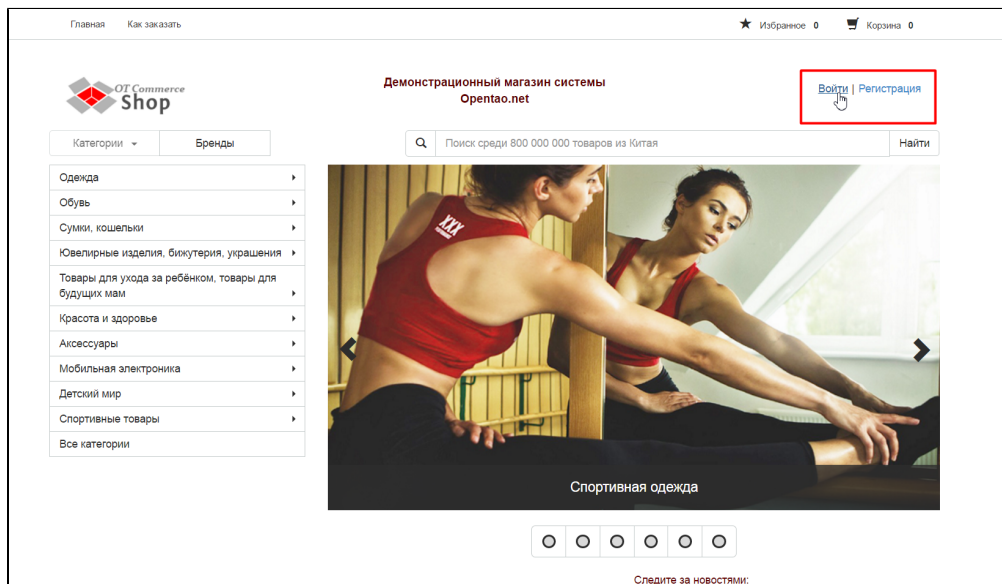 Главная Как заказать Избранное 0 Корзина 0
OT Commerce
Shop
Демонстрационный магазин системы
Opentao.net
Войти | Регистрация
Категории Бренды Поиск среди 800 000 000 товаров из Китая Найти
Одежда
Обувь
Сумки, кошельки
Ювелирные изделия, бижутерия, украшения
Товары для ухода за ребёнком, товары для
будущих мам
Красота и здоровье
Аксессуары
Мобильная электроника
Детский мир
Спортивные товары
Все категории
XXX
Спортивная одежда
Следите за новостями: